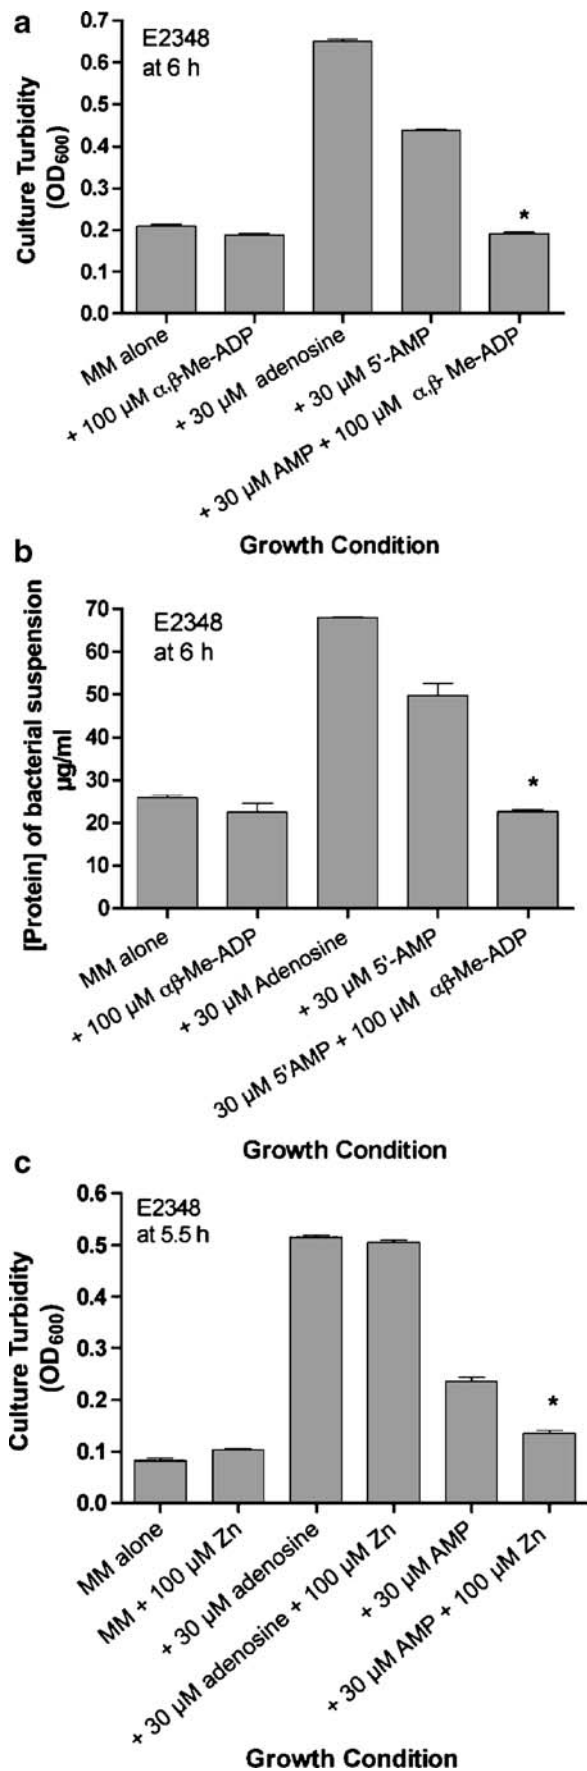 a
E2348
at 6 h
Culture Turbidity
(OD600)
0.7
0.6
0.5
0.4
0.3
0.2
0.1
0.0
*
MM alone
+ 100 µM α,β-Me-ADP
+ 30 µM adenosine
+ 30 µM 5'-AMP
+ 30 µM AMP + 100 µM α,β- Me-ADP
Growth Condition
b
E2348
at 6 h
[Protein] of bacterial suspension
µg/ml
70
60
50
40
30
20
10
0
*
MM alone
+ 100 µM αβ-Me-ADP
+ 30 µM Adenosine
+ 30 µM 5'-AMP
30 µM 5'AMP + 100 µM αβ-Me-ADP
Growth Condition
c
E2348
at 5.5 h
Culture Turbidity
(OD600)
0.6
0.5
0.4
0.3
0.2
0.1
0.0
*
MM alone
MM + 100 µM Zn
+ 30 µM adenosine
+ 30 µM adenosine + 100 µM Zn
+ 30 µM AMP
+ 30 µM AMP + 100 µM Zn
Growth Condition